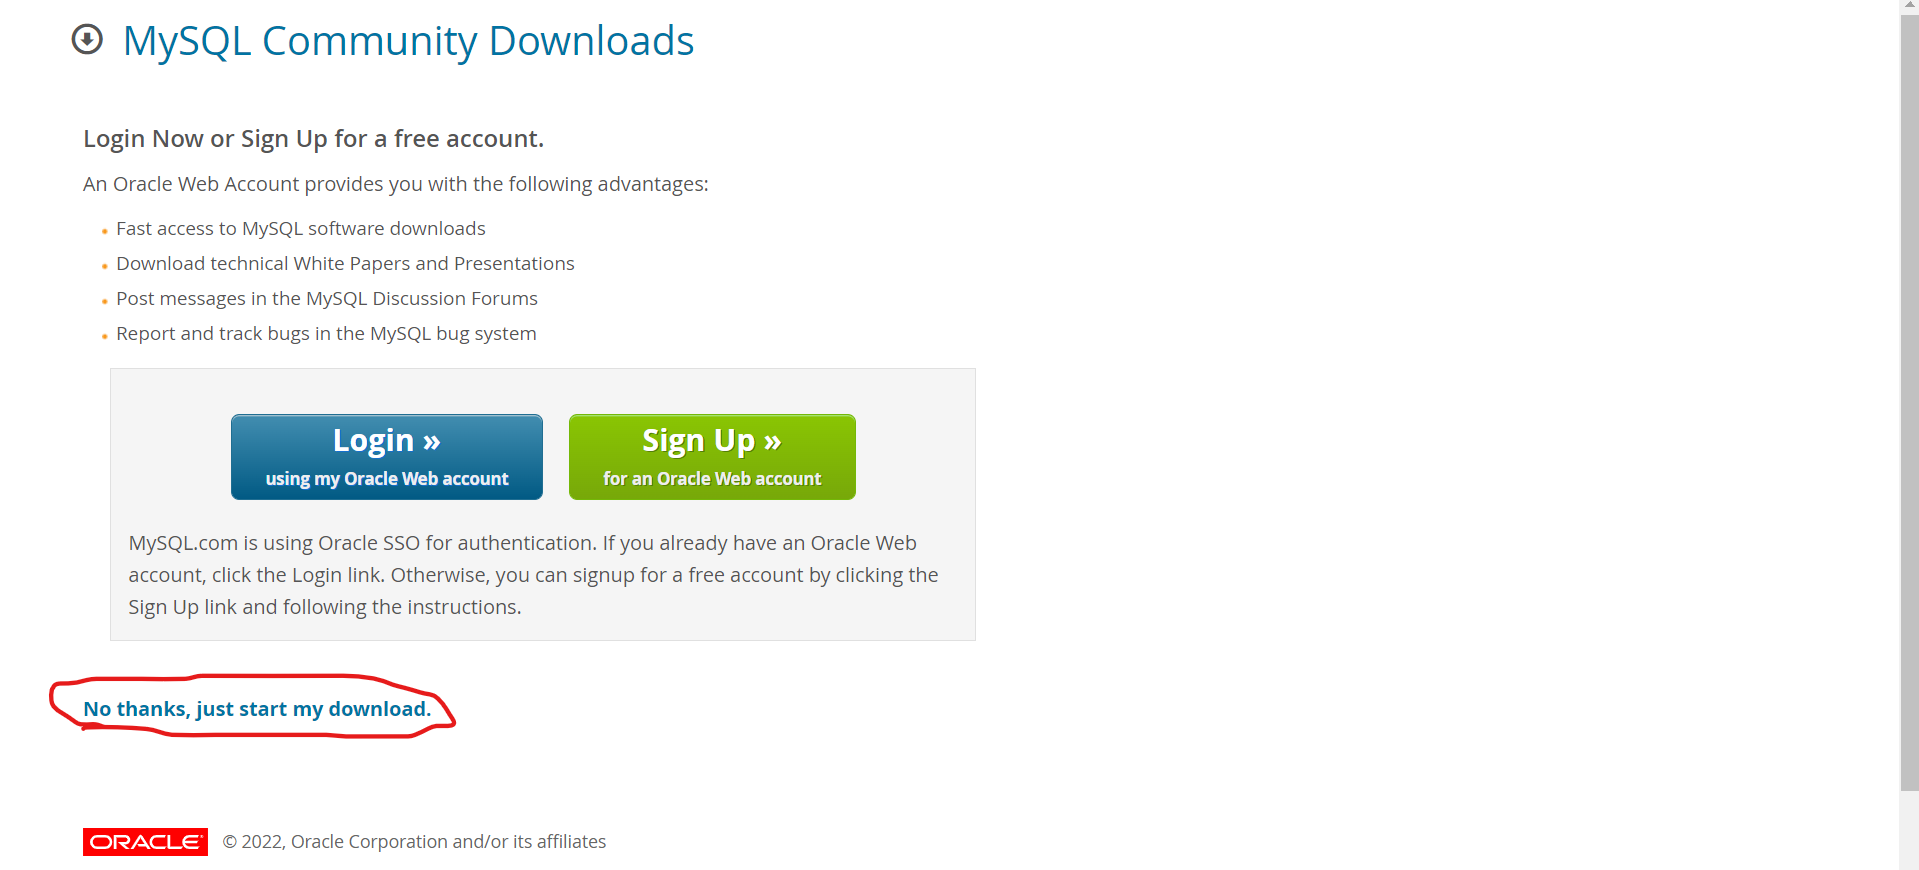 MySQL Community Downloads
Login Now or Sign Up for a free account.
An Oracle Web Account provides you with the following advantages:
Fast access to MySQL software downloads
Download technical White Papers and Presentations
Post messages in the MySQL Discussion Forums
Report and track bugs in the MySQL bug system
Login »
using my Oracle Web account
Sign Up »
for an Oracle Web account
MySQL.com is using Oracle SSO for authentication. If you already have an Oracle Web
account, click the Login link. Otherwise, you can signup for a free account by clicking the
Sign Up link and following the instructions.
No thanks, just start my download.
ORACLE © 2022, Oracle Corporation and/or its affiliates